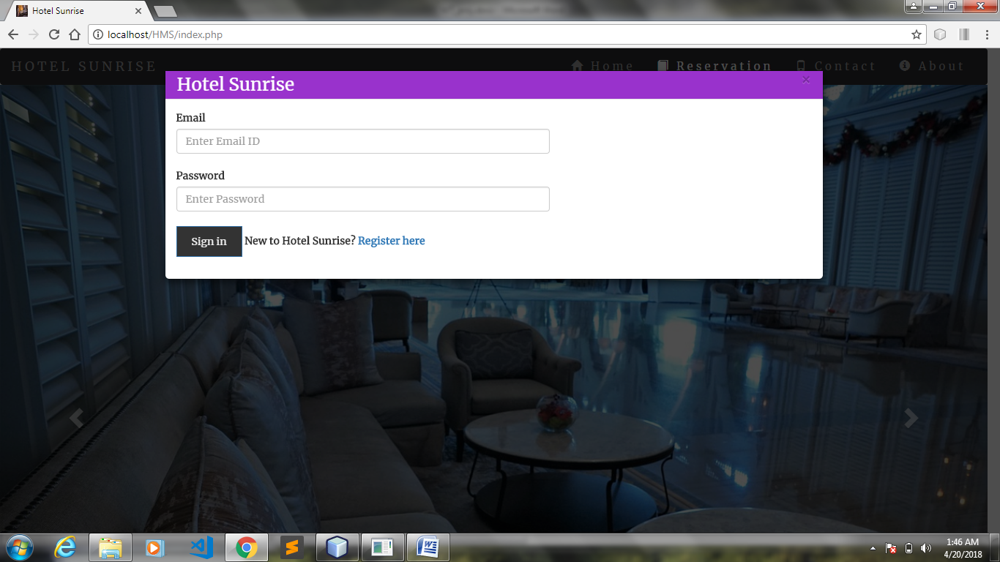 Hotel Sunrise
localhost/HMS/index.php
HOTEL SUNRISE Home Reservation Contact About
Hotel Sunrise ×
Email
Enter Email ID
Password
Enter Password
Sign in New to Hotel Sunrise? Register here
1:46 AM
4/20/2018